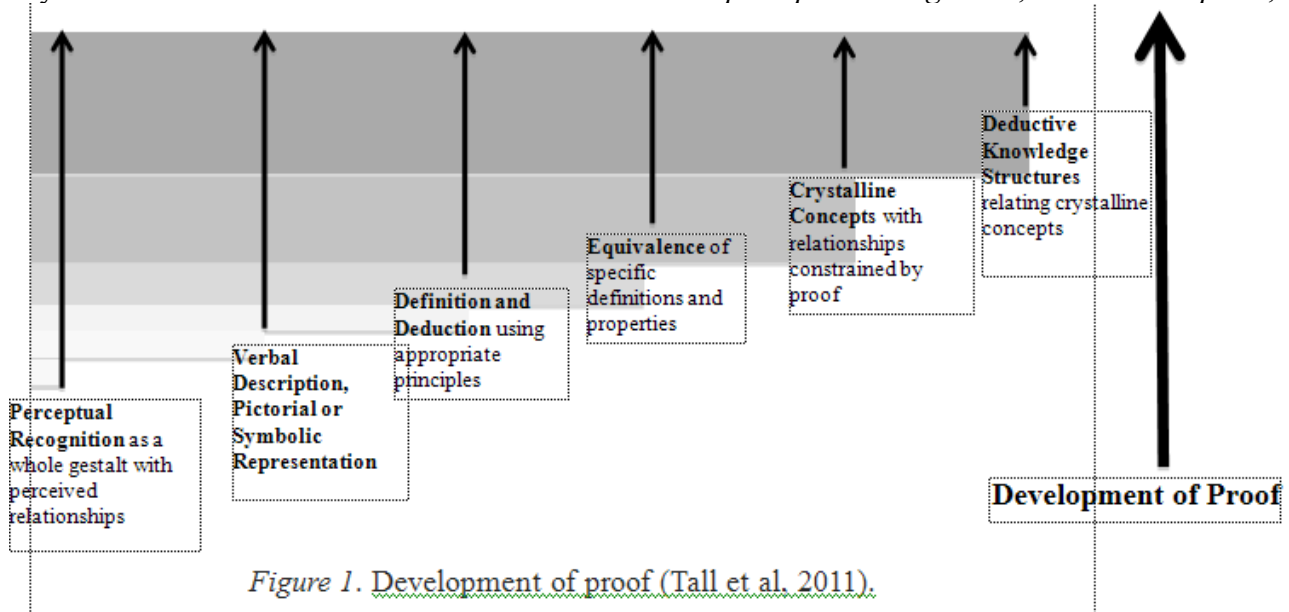 Deductive
Knowledge
Structures
relating crystalline
concepts
Crystalline
Concepts with
relationships
constrained by
proof
Equivalence of
specific
definitions and
properties
Definition and
Deduction using
appropriate
principles
Verbal
Description,
Pictorial or
Symbolic
Representation
Perceptual
Recognition as a
whole gestalt with
perceived
relationships
Development of Proof
Figure 1. Development of proof (Tall et al, 2011).